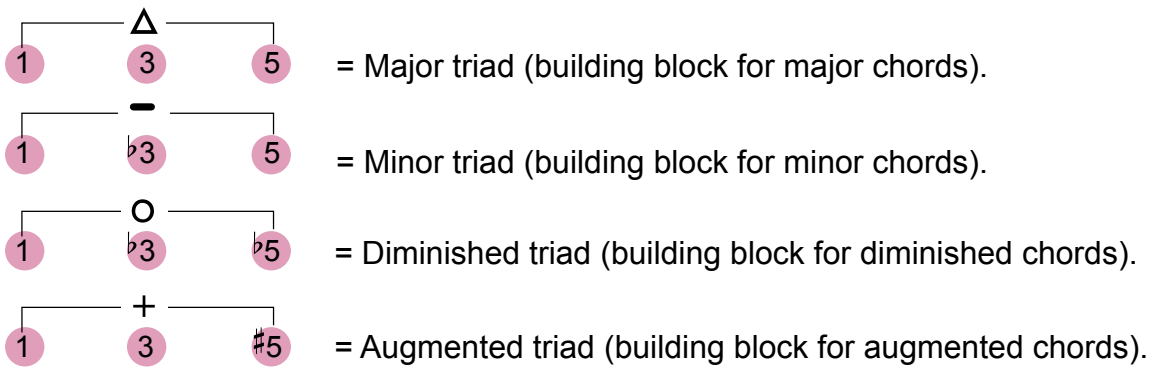 Δ
1 3 5 = Major triad (building block for major chords).
-
1 ♭3 5 = Minor triad (building block for minor chords).
O
1 ♭3 ♭5 = Diminished triad (building block for diminished chords).
+
1 3 ♯5 = Augmented triad (building block for augmented chords).